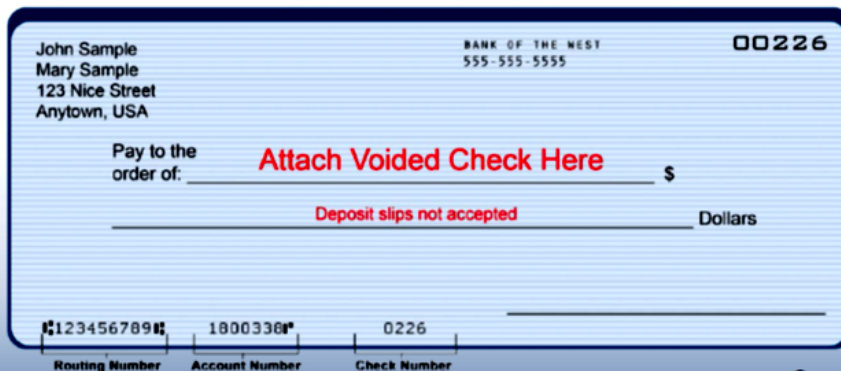 John Sample
Mary Sample
123 Nice Street
Anytown, USA
BANK OF THE WEST
555-555-5555
00226
Pay to the
order of:
Attach Voided Check Here
$
Deposit slips not accepted
Dollars
⑆123456789⑆ 1800338⑈ 0226
Routing Number Account Number Check Number